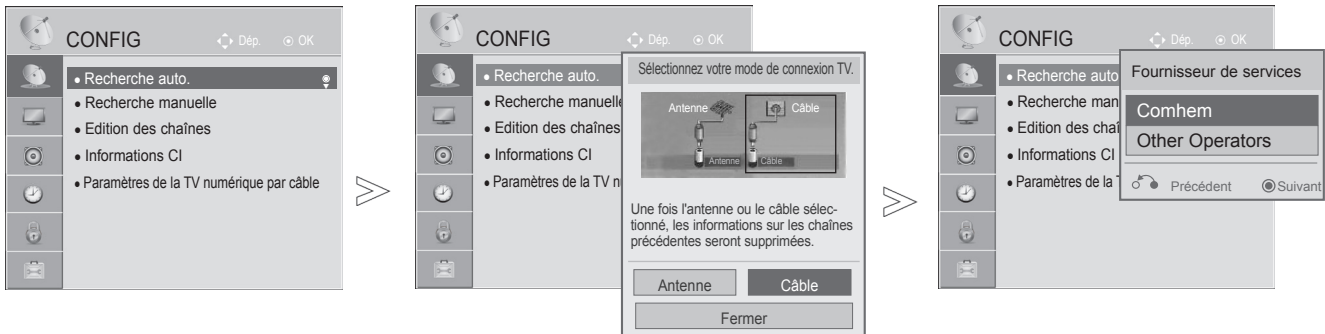 CONFIG
Dép. OK
• Recherche auto.
• Recherche manuelle
• Edition des chaînes
• Informations CI
• Paramètres de la TV numérique par câble
CONFIG
Dép. OK
• Recherche auto.
• Recherche manuelle
• Edition des chaînes
• Informations CI
• Paramètres de la TV n
Sélectionnez votre mode de connexion TV.
Antenne Câble
Antenne Câble
Une fois l'antenne ou le câble sélec-
tionné, les informations sur les chaînes
précédentes seront supprimées.
Antenne Câble
Fermer
CONFIG
Dép. OK
• Recherche auto
• Recherche man
• Edition des chaî
• Informations CI
• Paramètres de la T
Fournisseur de services
Comhem
Other Operators
Précédent Suivant